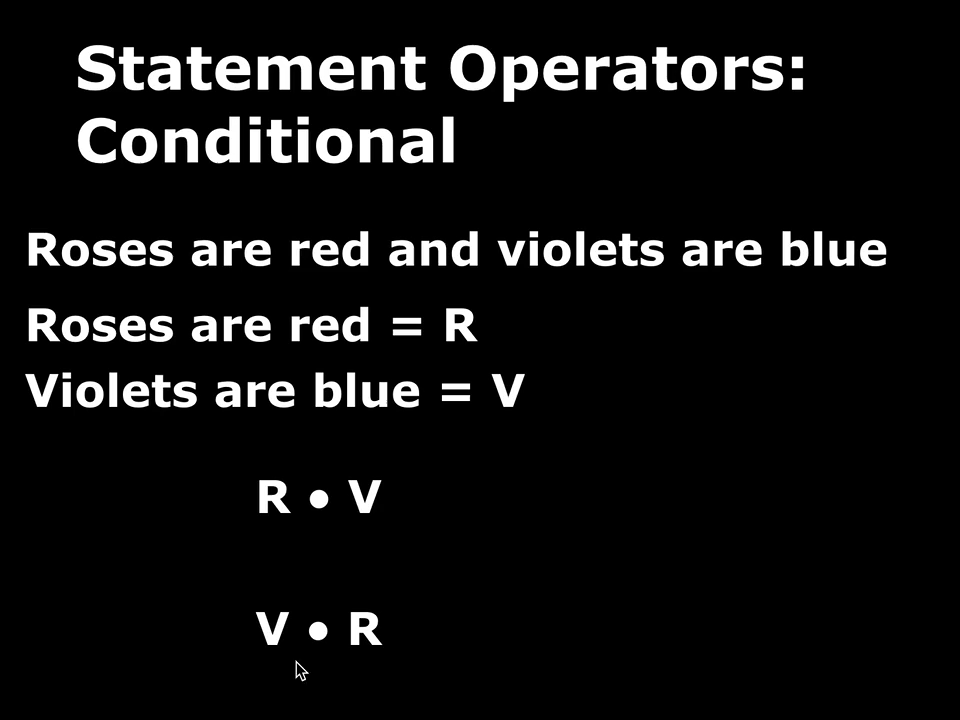 Statement Operators:
Conditional
Roses are red and violets are blue
Roses are red = R
Violets are blue = V
R • V
V • R